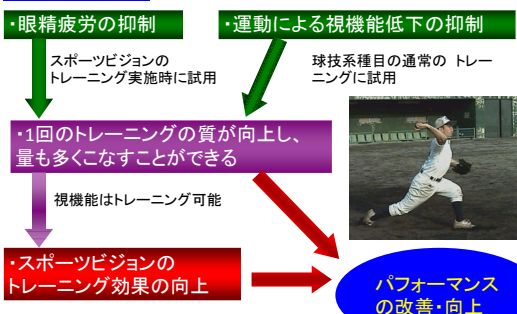 ・眼精疲労の抑制
・運動による視機能低下の抑制
スポーツビジョンの
トレーニング実施時に試用
球技系種目の通常の トレー
ニングに試用
・1回のトレーニングの質が向上し、
量も多くこなすことができる
視機能はトレーニング可能
・スポーツビジョンの
トレーニング効果の向上
パフォーマンス
の改善・向上